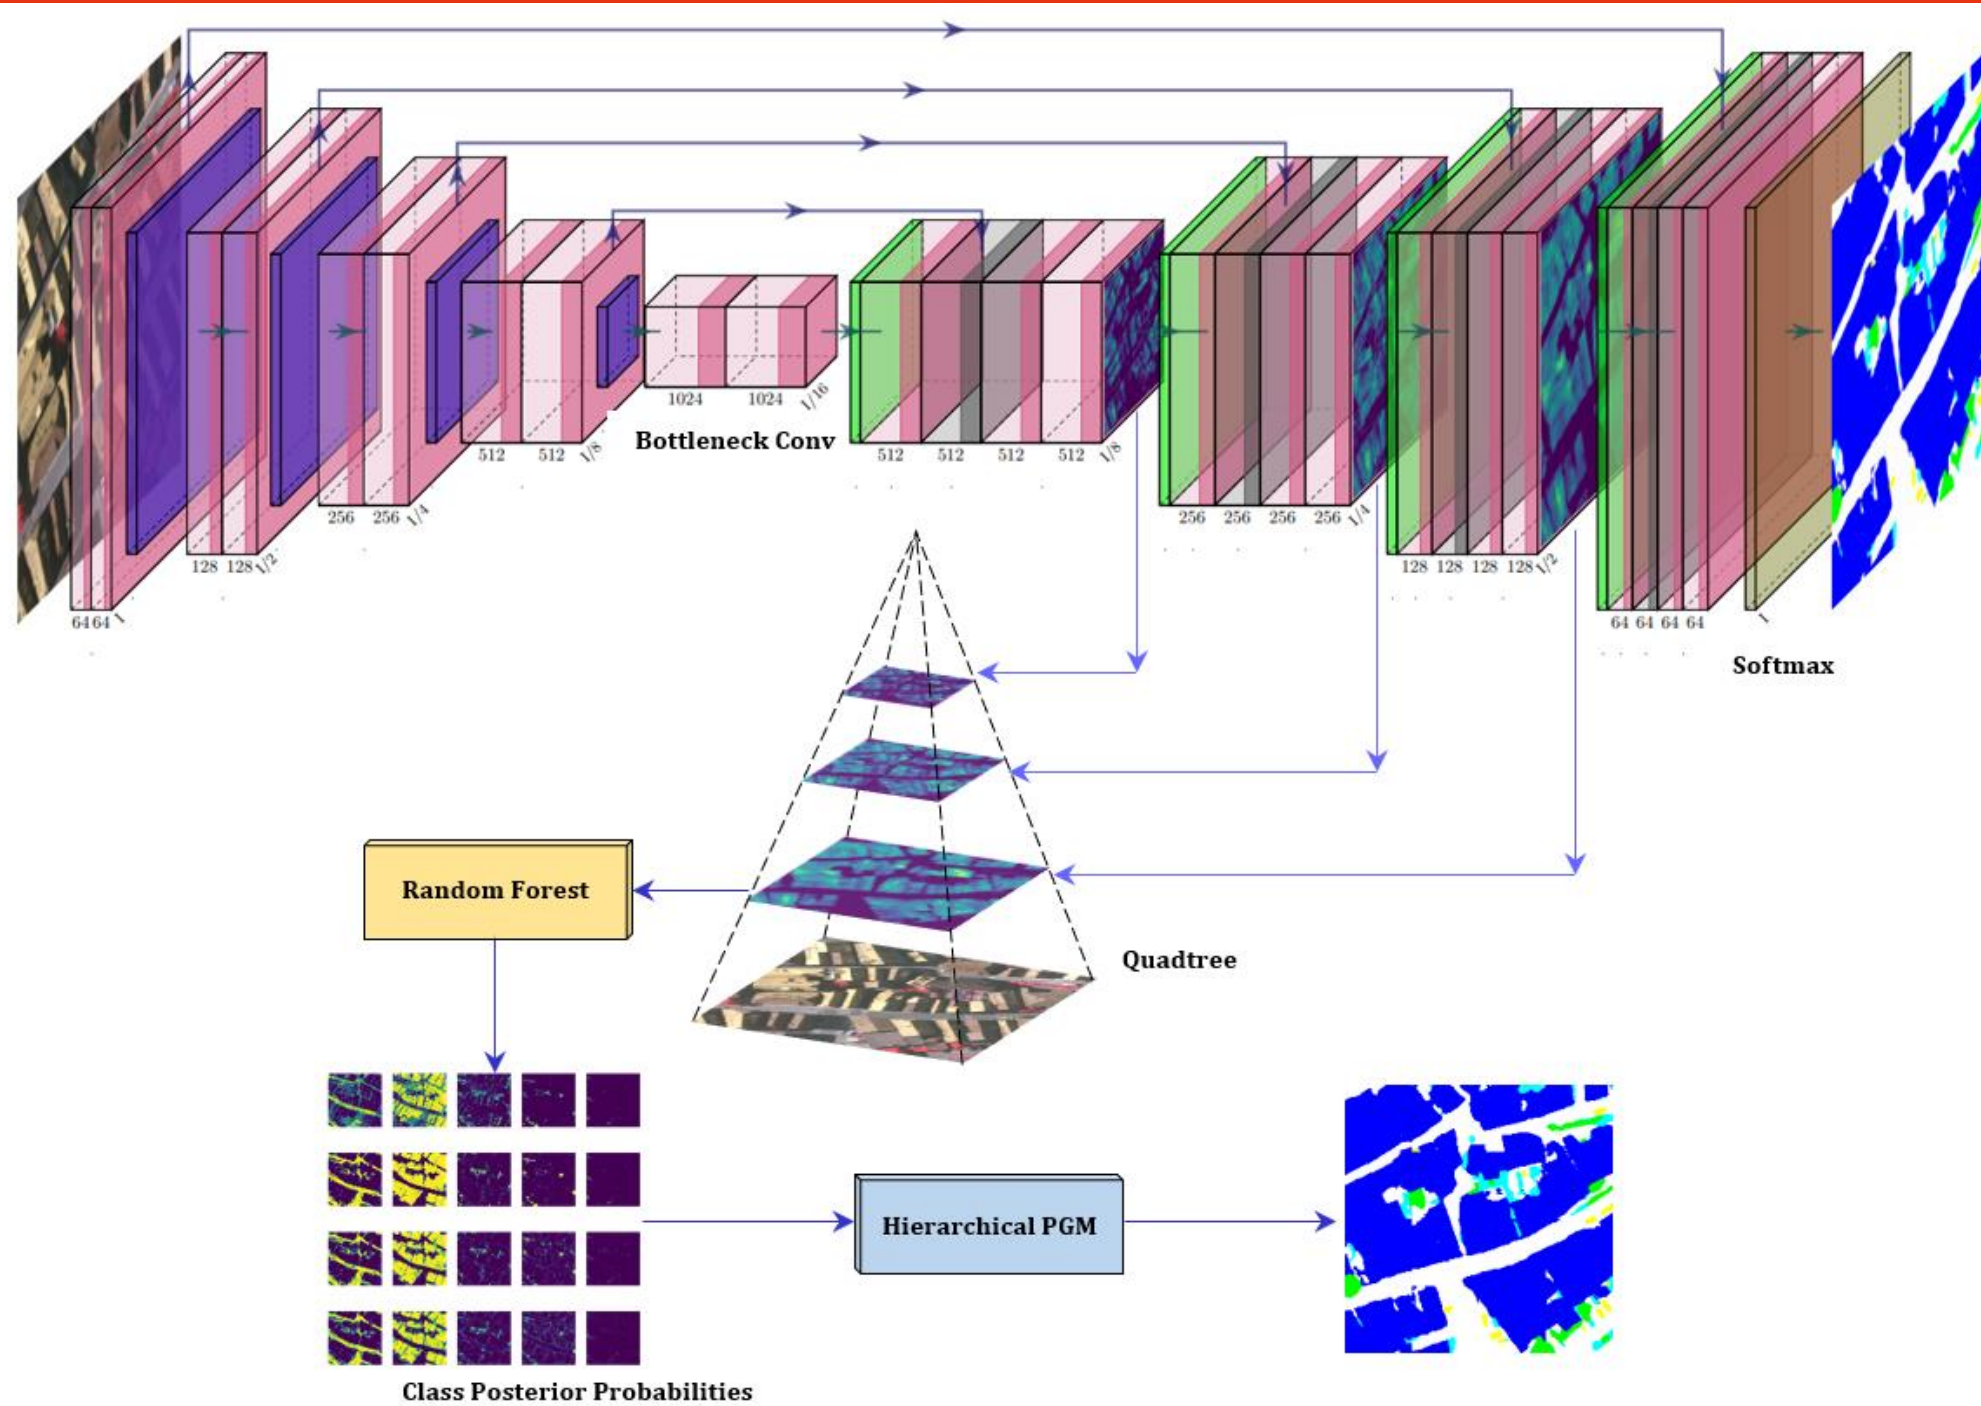 64 64 1
128 128 1/2
256 256 1/4
512 512 1/8
1024 1024 1/16
Bottleneck Conv
512 512 512 512 1/8
256 256 256 256 1/4
128 128 128 128 1/2
64 64 64 64
1
Softmax
Quadtree
Random Forest
Class Posterior Probabilities
Hierarchical PGM